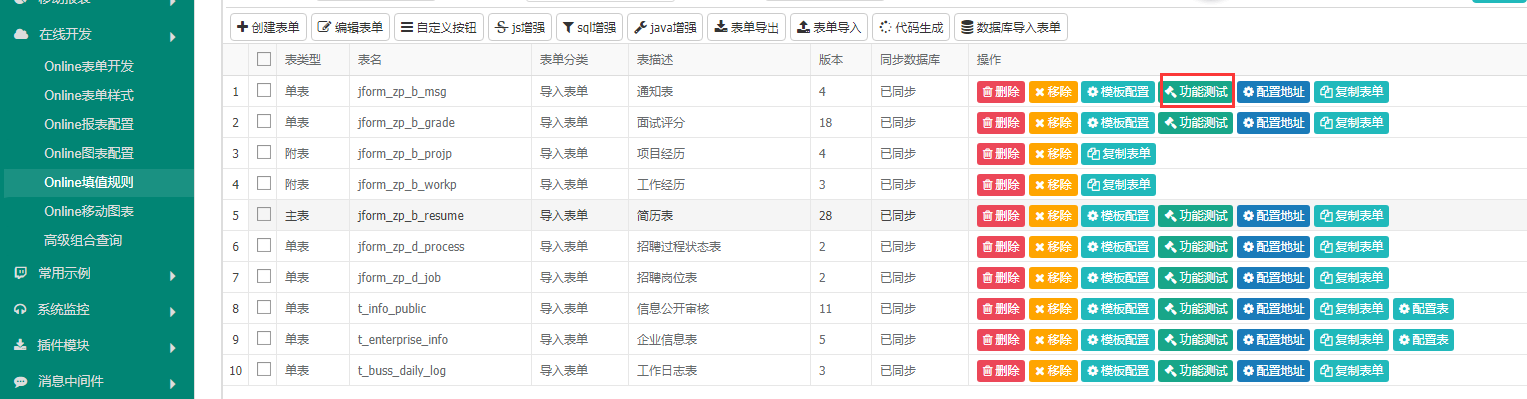 在线开发
Online表单开发
Online表单样式
Online报表配置
Online图表配置
Online填值规则
Online移动图表
高级组合查询
常用示例
系统监控
插件模块
消息中间件
创建表单 编辑表单 自定义按钮 js增强 sql增强 java增强 表单导出 表单导入 代码生成 数据库导入表单
表类型 表名 表单分类 表描述 版本 同步数据库 操作
1 单表 jform_zp_b_msg 导入表单 通知表 4 已同步 删除 移除 模板配置 功能测试 配置地址 复制表单
2 单表 jform_zp_b_grade 导入表单 面试评分 18 已同步 删除 移除 模板配置 功能测试 配置地址 复制表单
3 附表 jform_zp_b_projp 导入表单 项目经历 4 已同步 删除 移除 复制表单
4 附表 jform_zp_b_workp 导入表单 工作经历 3 已同步 删除 移除 复制表单
5 主表 jform_zp_b_resume 导入表单 简历表 28 已同步 删除 移除 模板配置 功能测试 配置地址 复制表单
6 单表 jform_zp_d_process 导入表单 招聘过程状态表 2 已同步 删除 移除 模板配置 功能测试 配置地址 复制表单
7 单表 jform_zp_d_job 导入表单 招聘岗位表 2 已同步 删除 移除 模板配置 功能测试 配置地址 复制表单
8 单表 t_info_public 导入表单 信息公开审核 11 已同步 删除 移除 模板配置 功能测试 配置地址 复制表单 配置表
9 单表 t_enterprise_info 导入表单 企业信息表 5 已同步 删除 移除 模板配置 功能测试 配置地址 复制表单 配置表
10 单表 t_buss_daily_log 导入表单 工作日志表 3 已同步 删除 移除 模板配置 功能测试 配置地址 复制表单